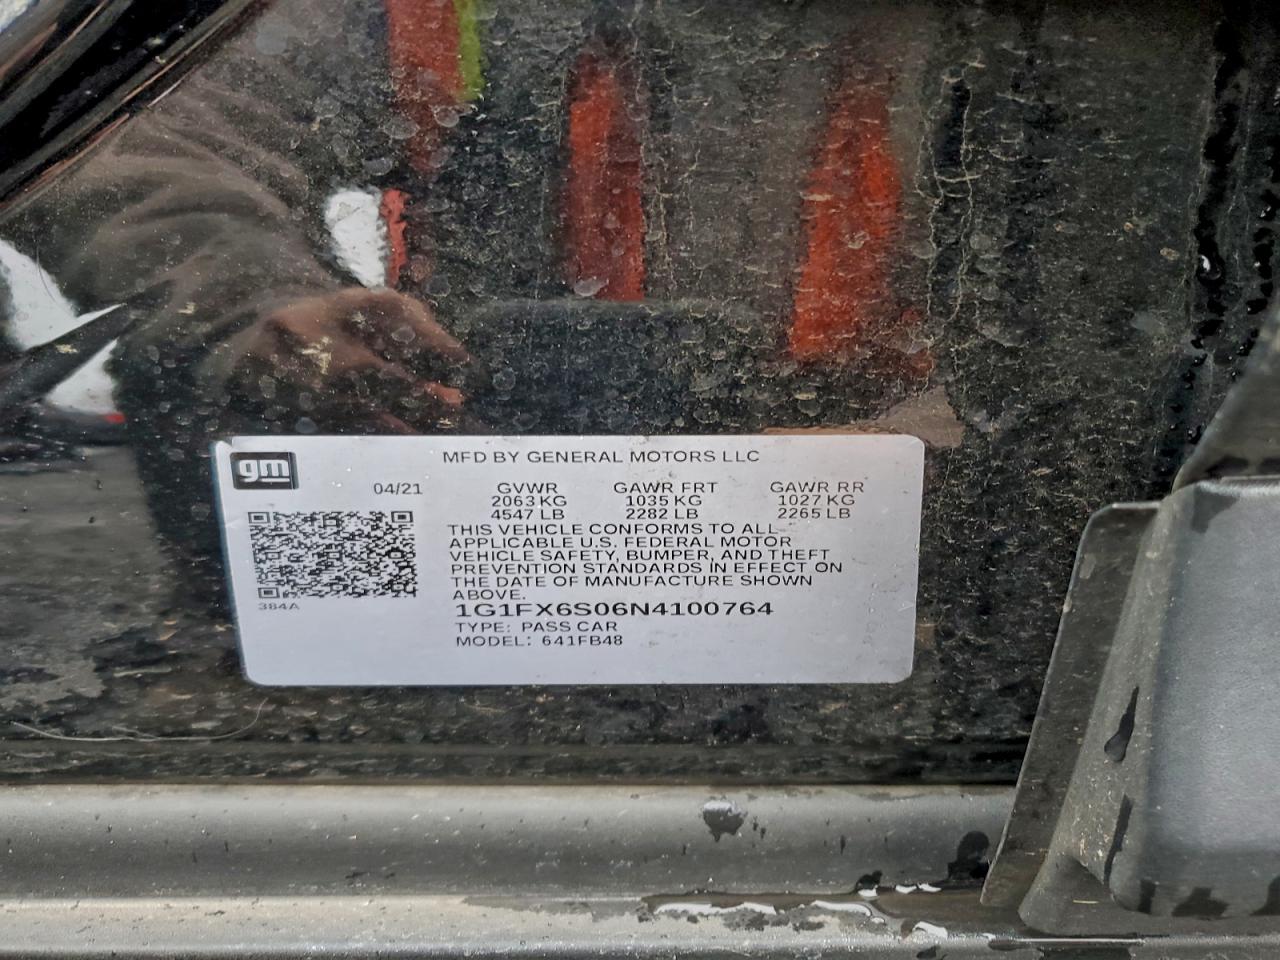 gm
MFD BY GENERAL MOTORS LLC
04/21 GVWR GAWR FRT GAWR RR
2063 KG 1035 KG 1027 KG
4547 LB 2282 LB 2265 LB
THIS VEHICLE CONFORMS TO ALL
APPLICABLE U.S. FEDERAL MOTOR
VEHICLE SAFETY, BUMPER, AND THEFT
PREVENTION STANDARDS IN EFFECT ON
THE DATE OF MANUFACTURE SHOWN
ABOVE.
384A
1G1FX6S06N4100764
TYPE: PASS CAR
MODEL: 641FB48